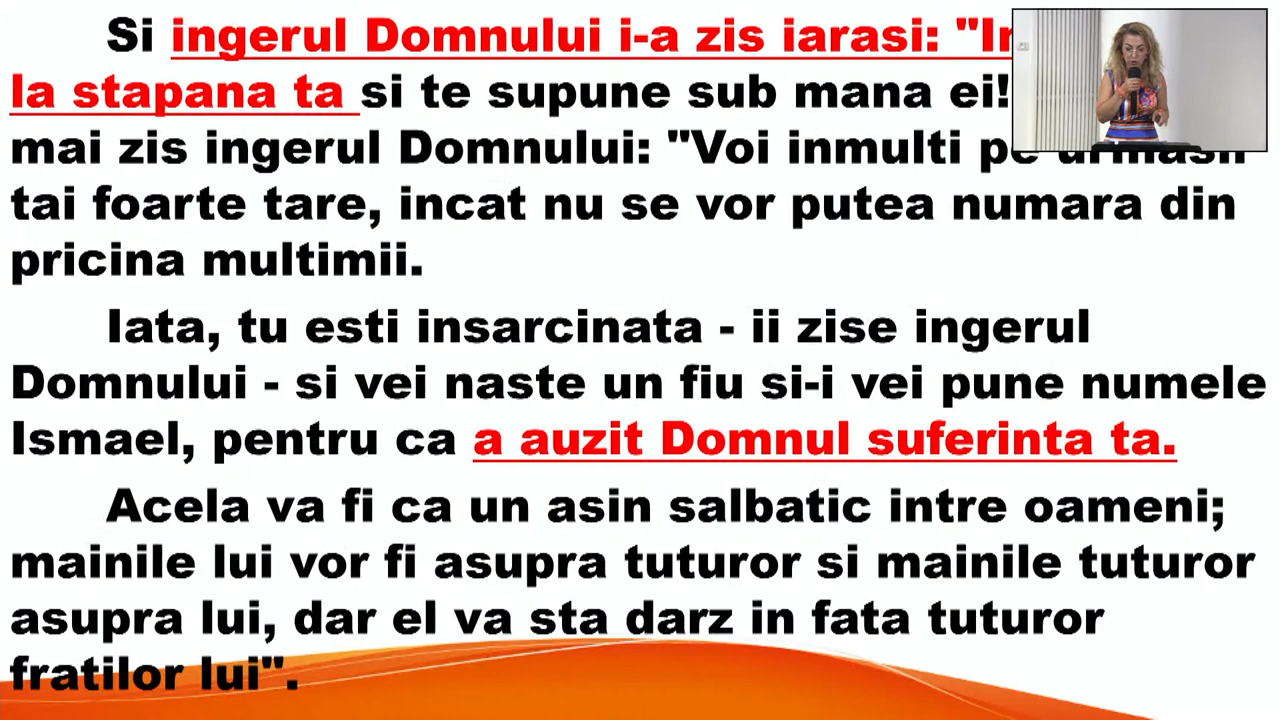 Si ingerul Domnului i-a zis iarasi:
la stapana ta si te supune sub mana ei!
mai zis ingerul Domnului: "Voi inmulti pe urmasii
tai foarte tare, incat nu se vor putea numara din
pricina multimii.
Iata, tu esti insarcinata - ii zise ingerul
Domnului - si vei naste un fiu si-i vei pune numele
Ismael, pentru ca a auzit Domnul suferinta ta.
Acela va fi ca un asin salbatic intre oameni;
mainile lui vor fi asupra tuturor si mainile tuturor
asupra lui, dar el va sta darz in fata tuturor
fratilor lui".